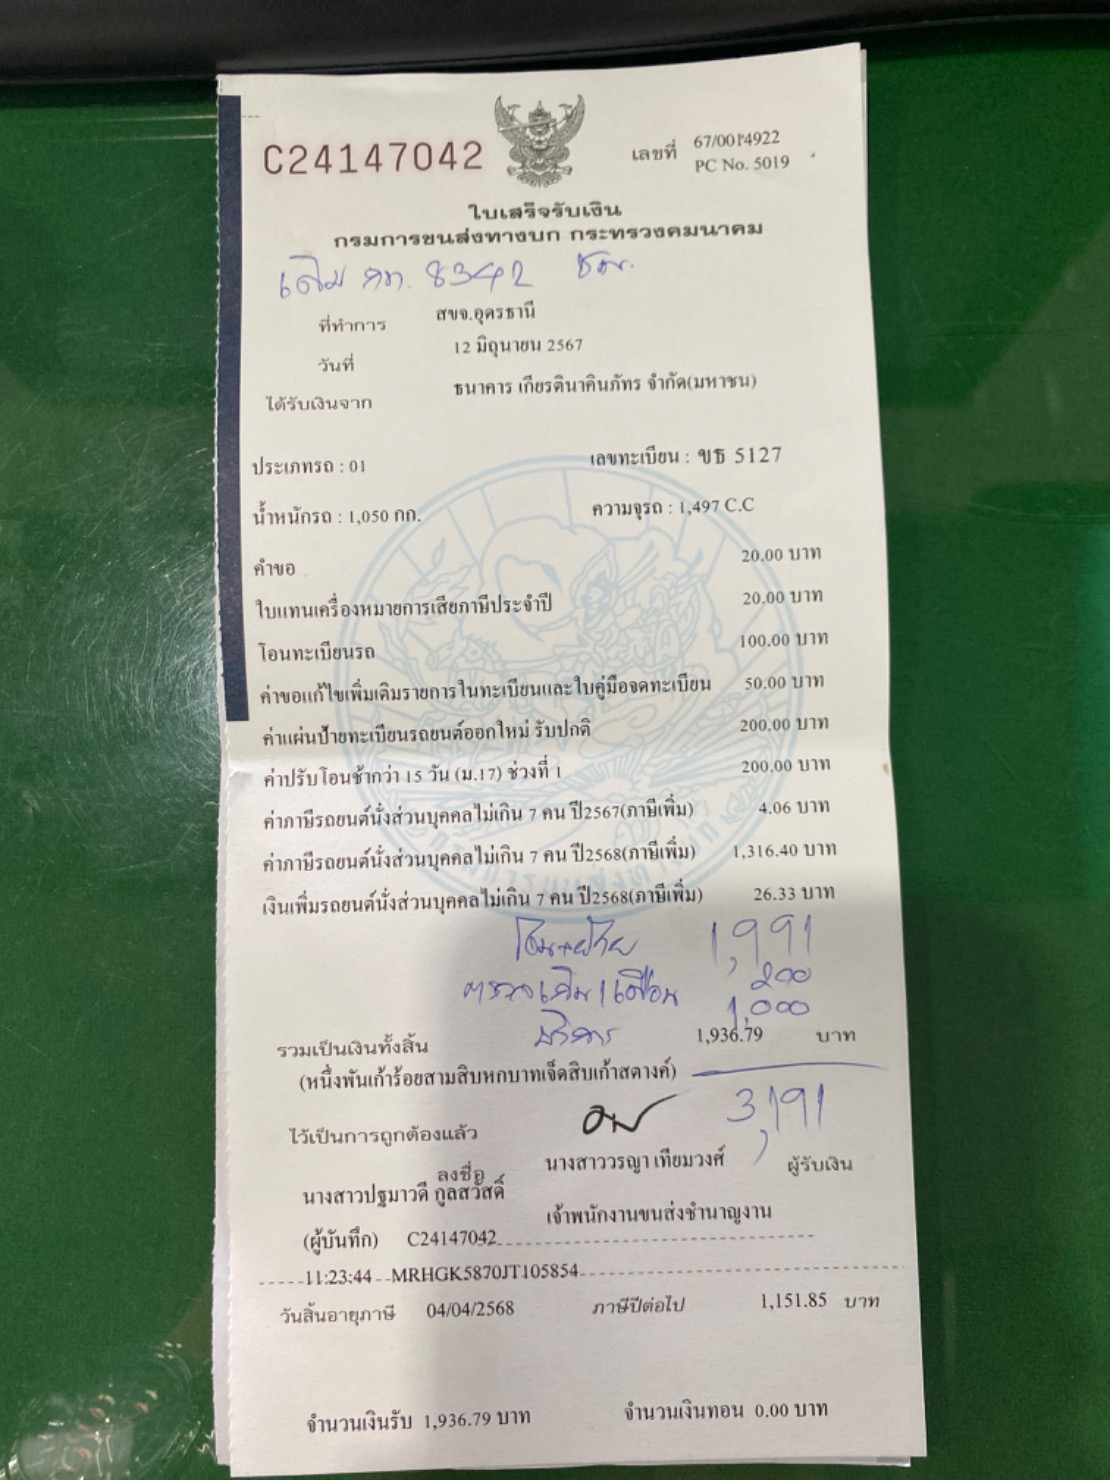 C24147042
เลขที่ 67/0014922
PC No. 5019
ใบเสร็จรับเงิน
กรมการขนส่งทางบก กระทรวงคมนาคม
เดิม กท. 8342 ชม.
ที่ทำการ สขจ.อุดรธานี
วันที่ 12 มิถุนายน 2567
ได้รับเงินจาก ธนาคาร เกียรตินาคินภัทร จำกัด(มหาชน)
ประเภทรถ : 01 เลขทะเบียน : ขธ 5127
น้ำหนักรถ : 1,050 กก. ความจุรถ : 1,497 C.C
คำขอ 20.00 บาท
ใบแทนเครื่องหมายการเสียภาษีประจำปี 20.00 บาท
โอนทะเบียนรถ 100.00 บาท
ค่าขอแก้ไขเพิ่มเติมรายการในทะเบียนและใบคู่มือจดทะเบียน 50.00 บาท
ค่าแผ่นป้ายทะเบียนรถยนต์ออกใหม่ รับปกติ 200.00 บาท
ค่าปรับโอนช้ากว่า 15 วัน (ม.17) ช่วงที่ 1 200.00 บาท
ค่าภาษีรถยนต์นั่งส่วนบุคคลไม่เกิน 7 คน ปี2567(ภาษีเพิ่ม) 4.06 บาท
ค่าภาษีรถยนต์นั่งส่วนบุคคลไม่เกิน 7 คน ปี2568(ภาษีเพิ่ม) 1,316.40 บาท
เงินเพิ่มรถยนต์นั่งส่วนบุคคลไม่เกิน 7 คน ปี2568(ภาษีเพิ่ม) 26.33 บาท
1,991
200
บริการ 1,000
รวมเป็นเงินทั้งสิ้น 1,936.79 บาท
(หนึ่งพันเก้าร้อยสามสิบหกบาทเจ็ดสิบเก้าสตางค์)
3,191
ไว้เป็นการถูกต้องแล้ว
ลงชื่อ นางสาววรญา เทียมวงศ์ ผู้รับเงิน
นางสาวปฐมาวดี กูลสวัสดิ์
เจ้าพนักงานขนส่งชำนาญงาน
(ผู้บันทึก) C24147042
11:23:44 MRHGK5870JT105854
วันสิ้นอายุภาษี 04/04/2568 ภาษีปีต่อไป 1,151.85 บาท
จำนวนเงินรับ 1,936.79 บาท จำนวนเงินทอน 0.00 บาท